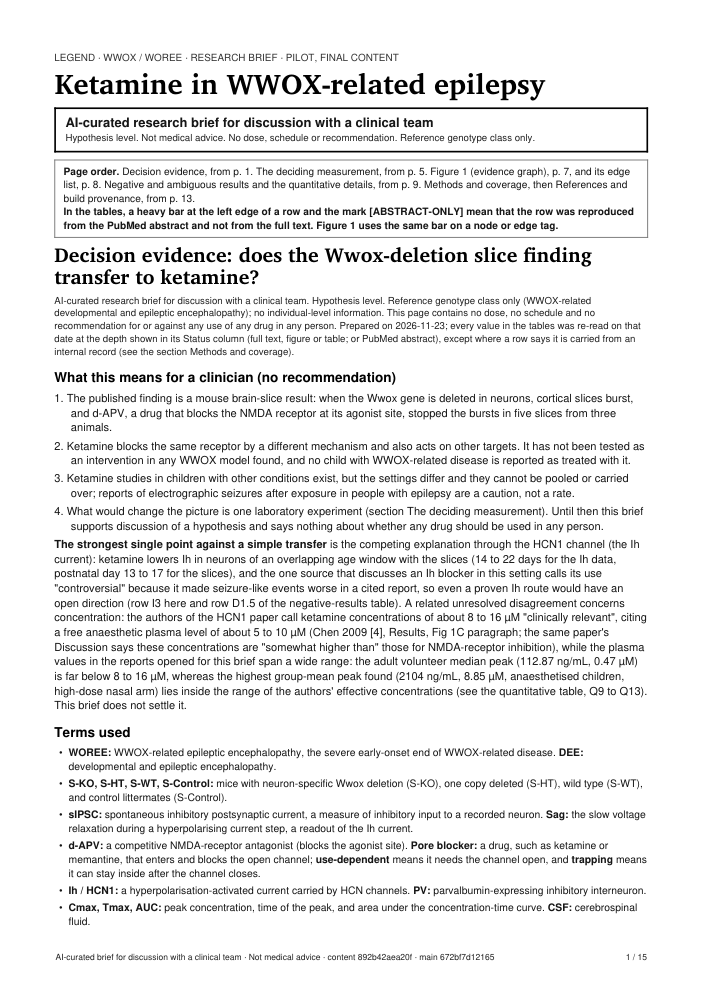 LEGEND · WWOX / WOREE · RESEARCH BRIEF · PILOT, FINAL CONTENT
Ketamine in WWOX-related epilepsy
AI-curated research brief for discussion with a clinical team
Hypothesis level. Not medical advice. No dose, schedule or recommendation. Reference genotype class only.
Page order. Decision evidence, from p. 1. The deciding measurement, from p. 5. Figure 1 (evidence graph), p. 7, and its edge
list, p. 8. Negative and ambiguous results and the quantitative details, from p. 9. Methods and coverage, then References and
build provenance, from p. 13.
In the tables, a heavy bar at the left edge of a row and the mark [ABSTRACT-ONLY] mean that the row was reproduced
from the PubMed abstract and not from the full text. Figure 1 uses the same bar on a node or edge tag.
Decision evidence: does the Wwox-deletion slice finding
transfer to ketamine?
AI-curated research brief for discussion with a clinical team. Hypothesis level. Reference genotype class only (WWOX-related
developmental and epileptic encephalopathy); no individual-level information. This page contains no dose, no schedule and no
recommendation for or against any use of any drug in any person. Prepared on 2026-11-23; every value in the tables was re-read on that
date at the depth shown in its Status column (full text, figure or table; or PubMed abstract), except where a row says it is carried from an
internal record (see the section Methods and coverage).
What this means for a clinician (no recommendation)
1. The published finding is a mouse brain-slice result: when the Wwox gene is deleted in neurons, cortical slices burst,
and d-APV, a drug that blocks the NMDA receptor at its agonist site, stopped the bursts in five slices from three
animals.
2. Ketamine blocks the same receptor by a different mechanism and also acts on other targets. It has not been tested as
an intervention in any WWOX model found, and no child with WWOX-related disease is reported as treated with it.
3. Ketamine studies in children with other conditions exist, but the settings differ and they cannot be pooled or carried
over; reports of electrographic seizures after exposure in people with epilepsy are a caution, not a rate.
4. What would change the picture is one laboratory experiment (section The deciding measurement). Until then this brief
supports discussion of a hypothesis and says nothing about whether any drug should be used in any person.
The strongest single point against a simple transfer is the competing explanation through the HCN1 channel (the Ih
current): ketamine lowers Ih in neurons of an overlapping age window with the slices (14 to 22 days for the Ih data,
postnatal day 13 to 17 for the slices), and the one source that discusses an Ih blocker in this setting calls its use
"controversial" because it made seizure-like events worse in a cited report, so even a proven Ih route would have an
open direction (row I3 here and row D1.5 of the negative-results table). A related unresolved disagreement concerns
concentration: the authors of the HCN1 paper call ketamine concentrations of about 8 to 16 µM "clinically relevant", citing
a free anaesthetic plasma level of about 5 to 10 µM (Chen 2009 [4], Results, Fig 1C paragraph; the same paper's
Discussion says these concentrations are "somewhat higher than" those for NMDA-receptor inhibition), while the plasma
values in the reports opened for this brief span a wide range: the adult volunteer median peak (112.87 ng/mL, 0.47 µM)
is far below 8 to 16 µM, whereas the highest group-mean peak found (2104 ng/mL, 8.85 µM, anaesthetised children,
high-dose nasal arm) lies inside the range of the authors' effective concentrations (see the quantitative table, Q9 to Q13).
This brief does not settle it.
Terms used
• WOREE: WWOX-related epileptic encephalopathy, the severe early-onset end of WWOX-related disease. DEE:
developmental and epileptic encephalopathy.
• S-KO, S-HT, S-WT, S-Control: mice with neuron-specific Wwox deletion (S-KO), one copy deleted (S-HT), wild type (S-WT),
and control littermates (S-Control).
• sIPSC: spontaneous inhibitory postsynaptic current, a measure of inhibitory input to a recorded neuron. Sag: the slow voltage
relaxation during a hyperpolarising current step, a readout of the Ih current.
• d-APV: a competitive NMDA-receptor antagonist (blocks the agonist site). Pore blocker: a drug, such as ketamine or
memantine, that enters and blocks the open channel; use-dependent means it needs the channel open, and trapping means
it can stay inside after the channel closes.
• Ih / HCN1: a hyperpolarisation-activated current carried by HCN channels. PV: parvalbumin-expressing inhibitory interneuron.
• Cmax, Tmax, AUC: peak concentration, time of the peak, and area under the concentration-time curve. CSF: cerebrospinal
fluid.
AI-curated brief for discussion with a clinical team · Not medical advice · content 892b42aea20f · main 672bf7d12165
1 / 15